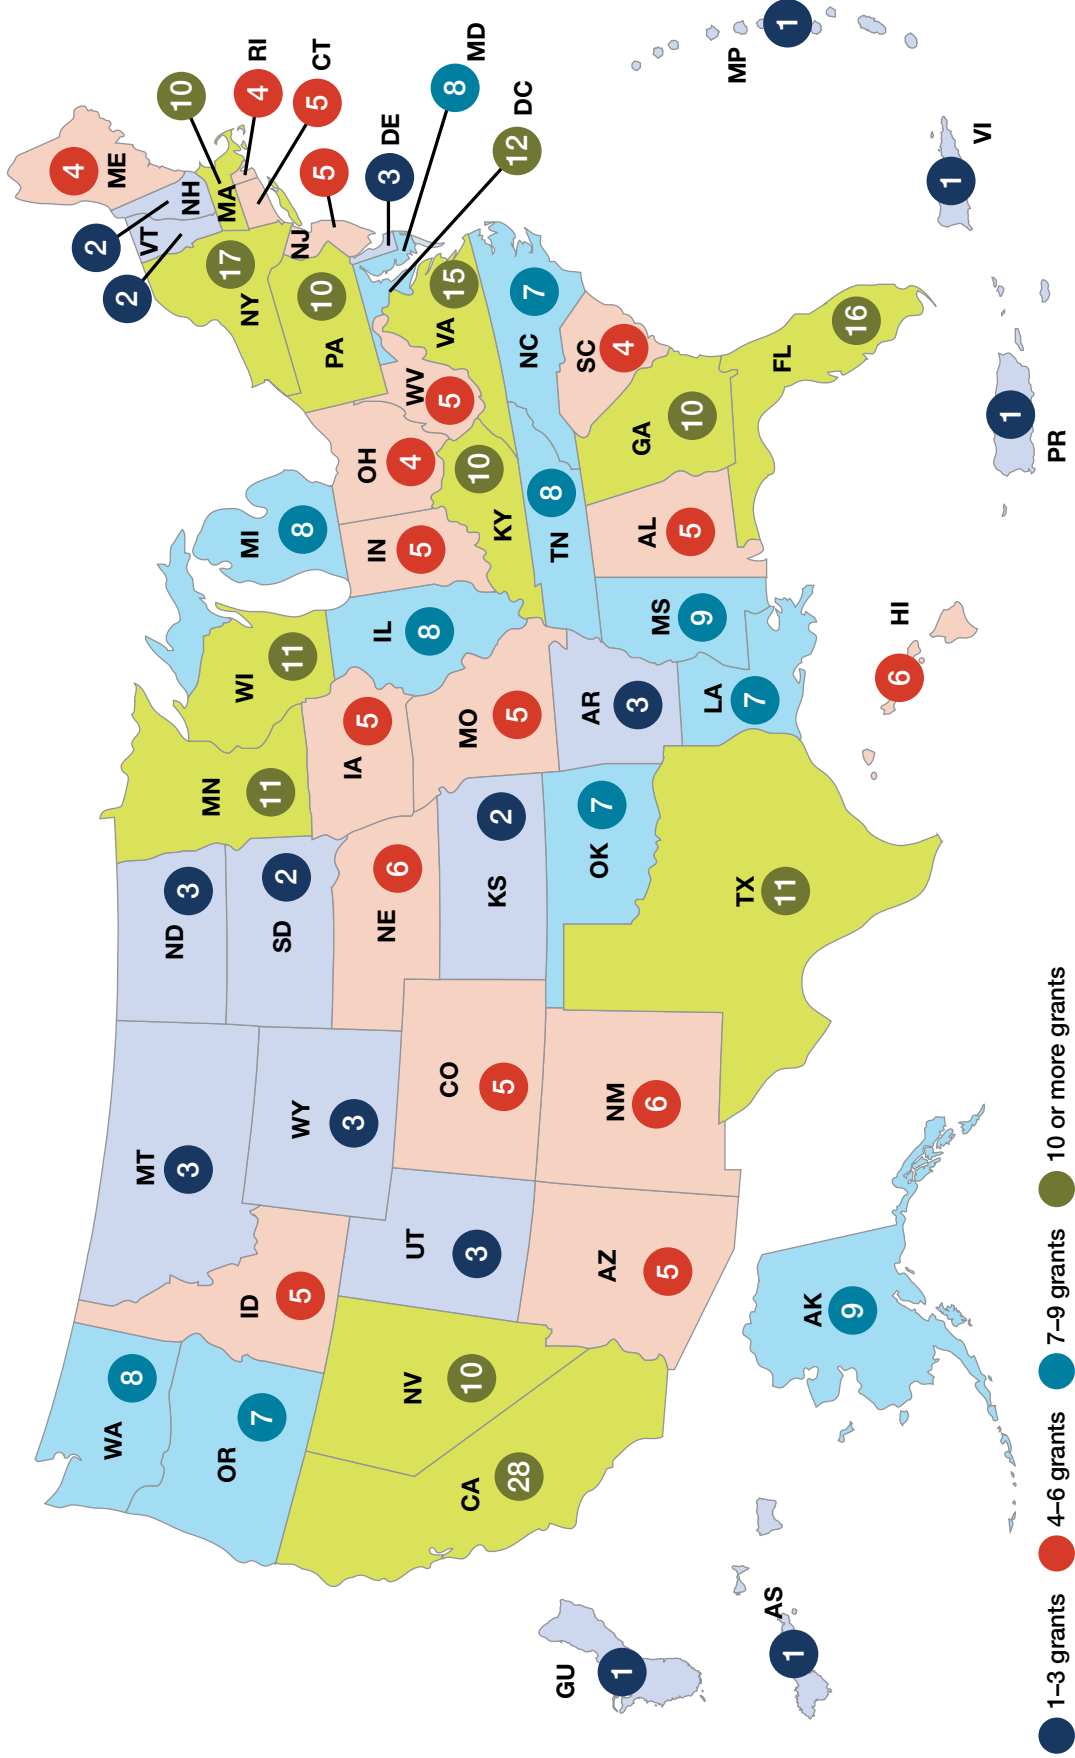 WA
8
OR
7
CA
28
NV
10
ID
5
MT
3
WY
3
UT
3
AZ
5
CO
5
NM
6
ND
3
SD
2
NE
6
KS
2
OK
7
TX
11
MN
11
IA
5
MO
5
AR
3
LA
7
WI
11
IL
8
MS
9
MI
8
IN
5
OH
4
KY
10
TN
8
AL
5
GA
10
FL
16
SC
4
NC
7
VA
15
WV
5
PA
10
NY
17
VT
2
NH
2
ME
4
MA
10
RI
4
CT
5
NJ
5
DE
3
MD
8
DC
12
GU
1
AS
1
AK
9
HI
6
PR
1
VI
1
MP
1
1–3 grants
4–6 grants
7–9 grants
10 or more grants